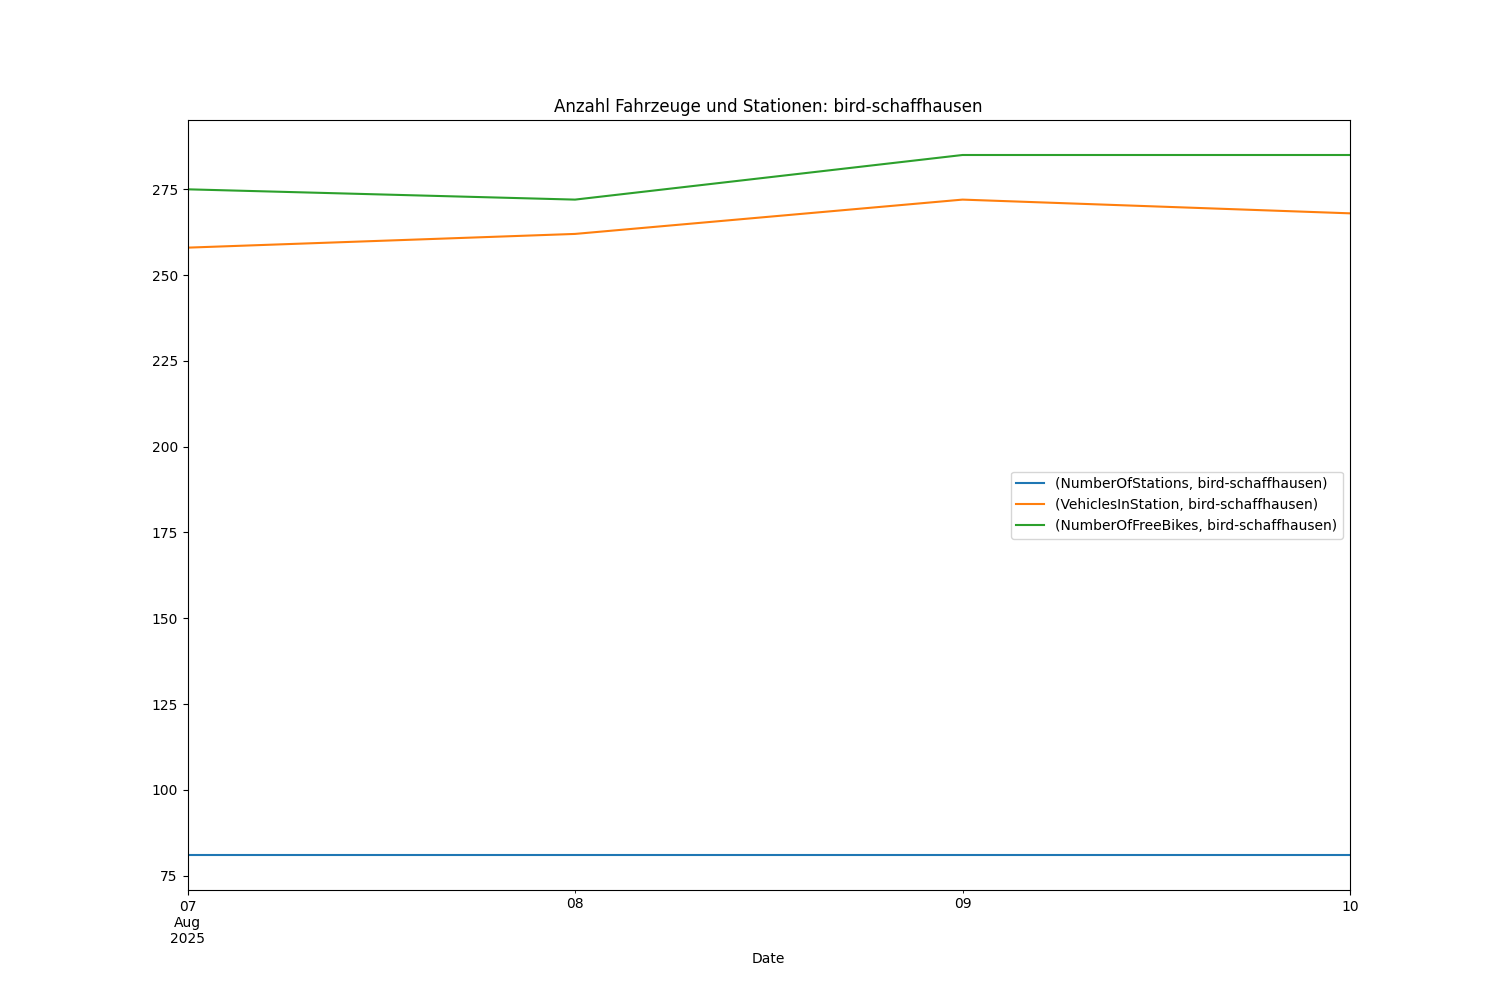 Anzahl Fahrzeuge und Stationen: bird-schaffhausen
275
250
225
200
175
150
125
100
75
(NumberOfStations, bird-schaffhausen)
(VehiclesInStation, bird-schaffhausen)
(NumberOfFreeBikes, bird-schaffhausen)
07 08 09 10
Aug
2025
Date